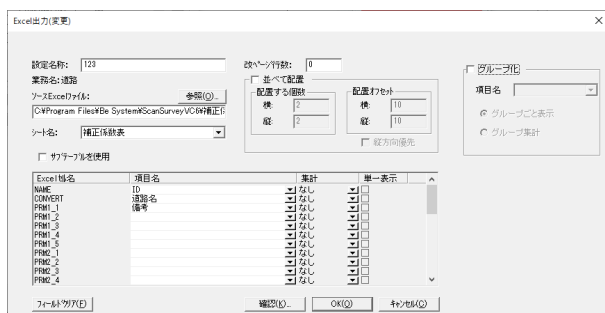 Excel出力(変更)
設定名称: 123
改ページ行数: 0
業務名: 道路
ソースExcelファイル:
参照(O)...
C:¥Program Files¥Be System¥ScanSurveyVC6¥補正係
シート名: 補正係数表
サブテーブルを使用
並べて配置
配置する個数
横: 2
縦: 2
配置オフセット
横: 10
縦: 10
縦方向優先
グループ化
項目名
グループごと表示
グループ集計
Excelセル名 項目名 集計 単一表示
NAME ID なし
CONVERT 道路名 なし
PRM1_1 備考 なし
PRM1_2 なし
PRM1_3 なし
PRM1_4 なし
PRM1_5 なし
PRM2_1 なし
PRM2_2 なし
PRM2_3 なし
PRM2_4 なし
フィールドクリア(F)
確認(K)...
OK(O)
キャンセル(C)